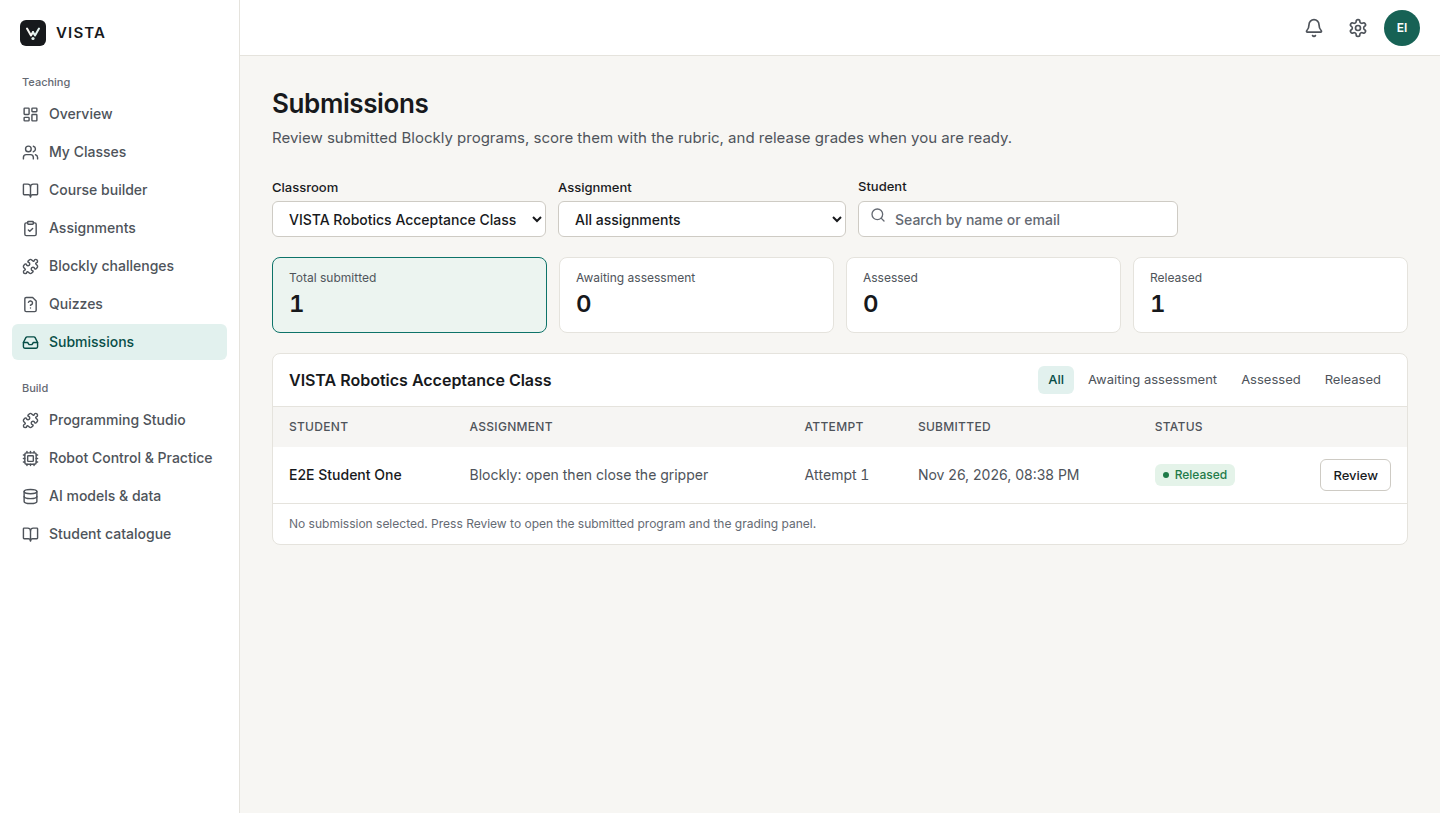 VISTA
EI
Teaching
Overview
My Classes
Course builder
Assignments
Blockly challenges
Quizzes
Submissions
Build
Programming Studio
Robot Control & Practice
AI models & data
Student catalogue
Submissions
Review submitted Blockly programs, score them with the rubric, and release grades when you are ready.
Classroom Assignment Student
VISTA Robotics Acceptance Class All assignments Search by name or email
Total submitted Awaiting assessment Assessed Released
1 0 0 1
VISTA Robotics Acceptance Class All Awaiting assessment Assessed Released
STUDENT ASSIGNMENT ATTEMPT SUBMITTED STATUS
E2E Student One Blockly: open then close the gripper Attempt 1 Nov 26, 2026, 08:38 PM Released Review
No submission selected. Press Review to open the submitted program and the grading panel.